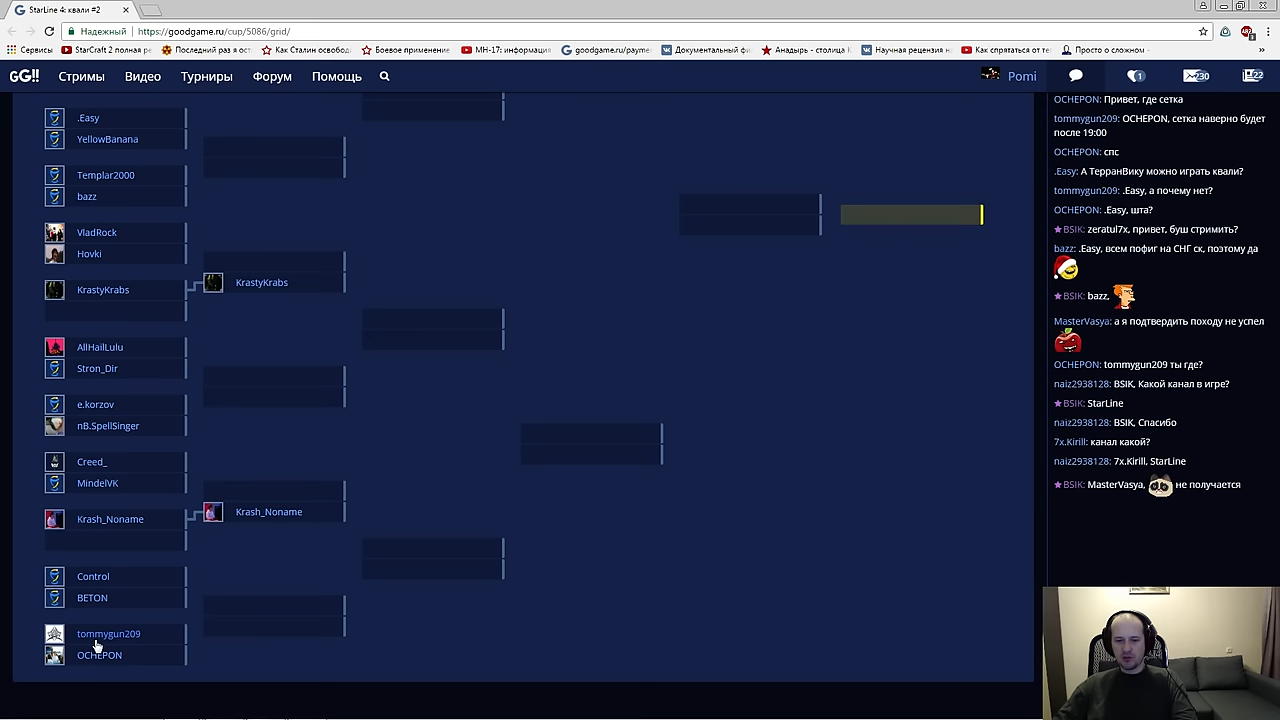 StarLine 4: квали #2
Надежный
https://goodgame.ru/cup/5086/grid/
Сервисы
StarCraft 2 полная ре
Последний раз я ост
Как Сталин освобод
Боевое применение
МН-17: информация
goodgame.ru/payme
Документальный фи
Анадырь - столица К
Научная рецензия н
Как спрятаться от те
Просто о сложном -
»
GG!!
Стримы
Видео
Турниры
Форум
Помощь
Pomi
1
230
22
.Easy
YellowBanana
Templar2000
bazz
VladRock
Hovki
KrastyKrabs
KrastyKrabs
AllHailLulu
Stron_Dir
e.korzov
nB.SpellSinger
Creed_
MindelVK
Krash_Noname
Krash_Noname
Control
BETON
tommygun209
OCHEPON
OCHEPON: Привет, где сетка
tommygun209: OCHEPON, сетка наверно будет
после 19:00
OCHEPON: спс
.Easy: А ТерранВику можно играть квали?
tommygun209: .Easy, а почему нет?
OCHEPON: .Easy, шта?
BSIK: zeratul7x, привет, буш стримить?
bazz: .Easy, всем пофиг на СНГ ск, поэтому да
BSIK: bazz,
MasterVasya: а я подтвердить походу не успел
OCHEPON: tommygun209 ты где?
naiz2938128: BSIK, Какой канал в игре?
BSIK: StarLine
naiz2938128: BSIK, Спасибо
7x.Kirill: канал какой?
naiz2938128: 7x.Kirill, StarLine
BSIK: MasterVasya, не получается